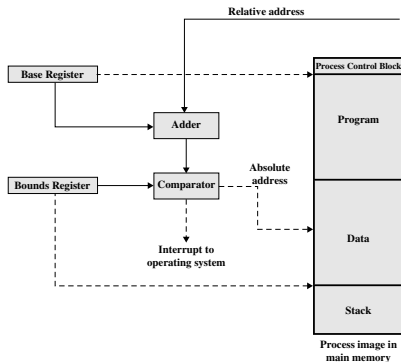 Relative address
Process Control Block
Base Register
Program
Adder
Absolute
address
Bounds Register
Comparator
Interrupt to
operating system
Data
Stack
Process image in
main memory